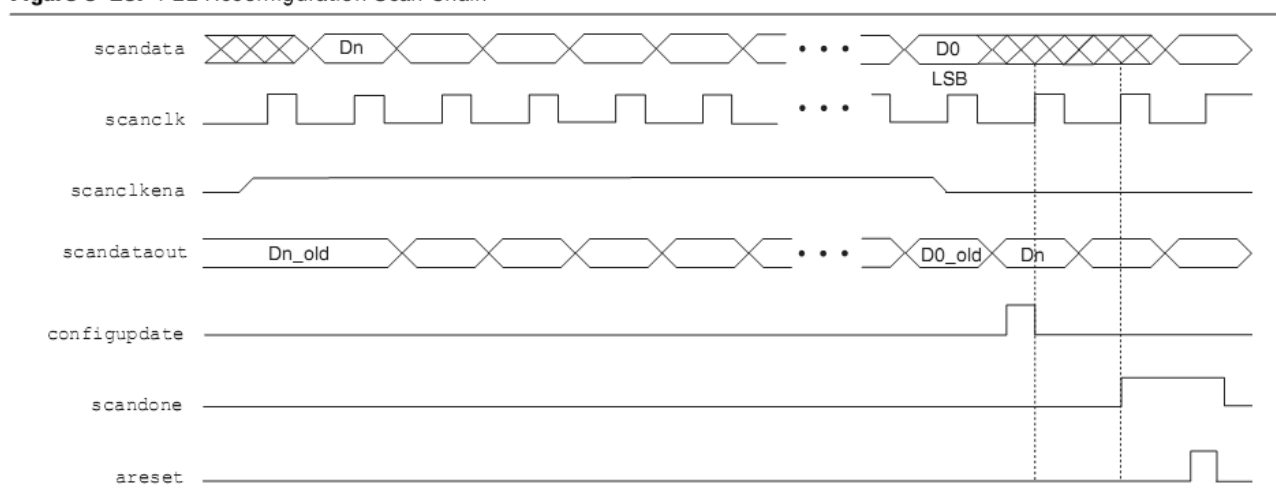 scandata Dn D0
LSB
scanclk
scanclkena
scandataout Dn_old D0_old Dn
configupdate
scandone
areset